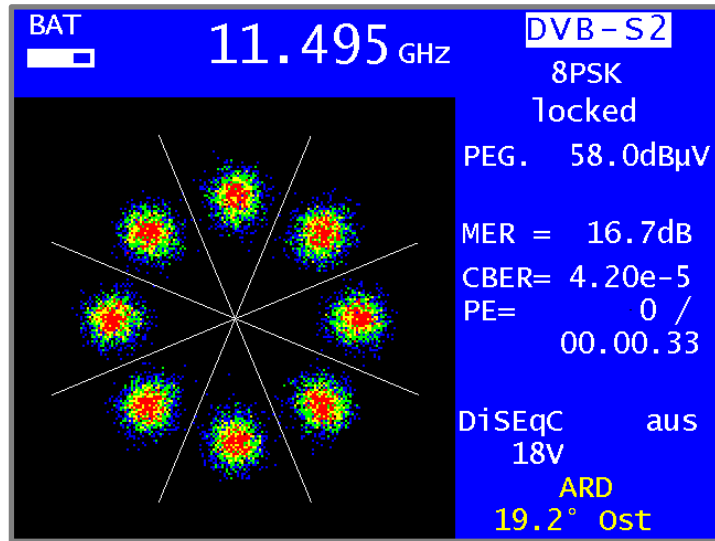 BAT
11.495 GHz
DVB-S2
8PSK
locked
PEG. 58.0dBµV
MER = 16.7dB
CBER= 4.20e-5
PE= 0 /
00.00.33
DiSEqC aus
18V
ARD
19.2° Ost